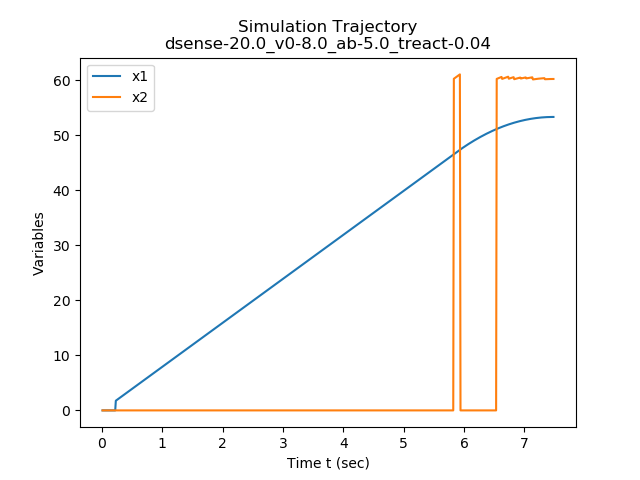 Simulation Trajectory
dsense-20.0_v0-8.0_ab-5.0_treact-0.04
x1
x2
60
50
40
30
20
10
0
Variables
0 1 2 3 4 5 6 7
Time t (sec)